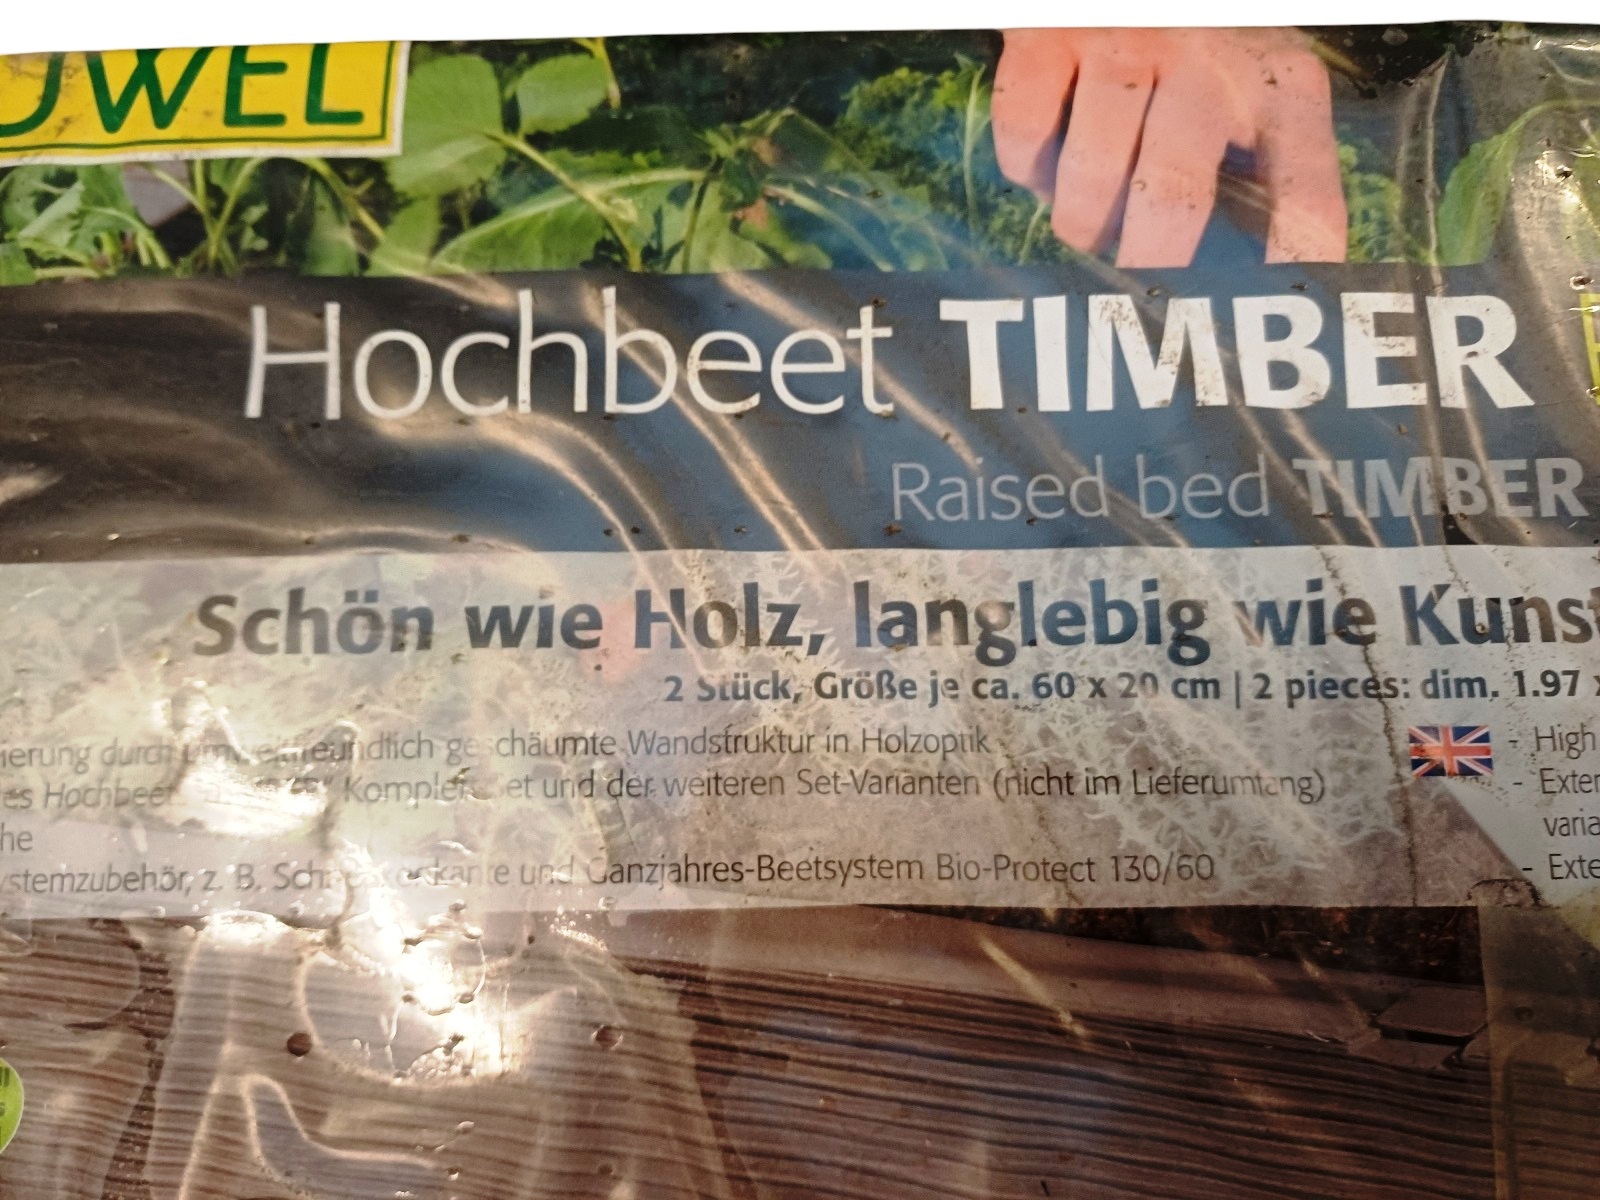 UWEL
Hochbeet TIMBER
Raised bed TIMBER
Schön wie Holz, langlebig wie Kunst
2 Stück, Größe je ca. 60 x 20 cm | 2 pieces: dim. 1.97 x
ierung durch umweltfreundlich geschäumte Wandstruktur in Holzoptik
es Hochbeet Komplettset und der weiteren Set-Varianten (nicht im Lieferumfang)
he
ystemzubehör, z. B. Schneckenkante und Ganzjahres-Beetsystem Bio-Protect 130/60
- High
- Exten
varia
- Exte